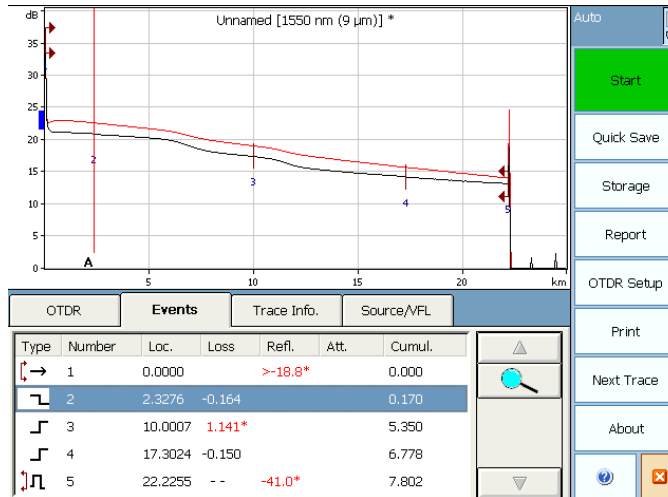 dB
Unnamed [1550 nm (9 µm)] *
35
30
25
20
15
10
5
0
2
3
4
5
A
5
10
15
20
km
OTDR
Events
Trace Info.
Source/VFL
Type Number Loc. Loss Refl. Att. Cumul.
1 0.0000 >-18.8* 0.000
2 2.3276 -0.164 0.170
3 10.0007 1.141* 5.350
4 17.3024 -0.150 6.778
5 22.2255 -- -41.0* 7.802
Auto
Start
Quick Save
Storage
Report
OTDR Setup
Print
Next Trace
About
?